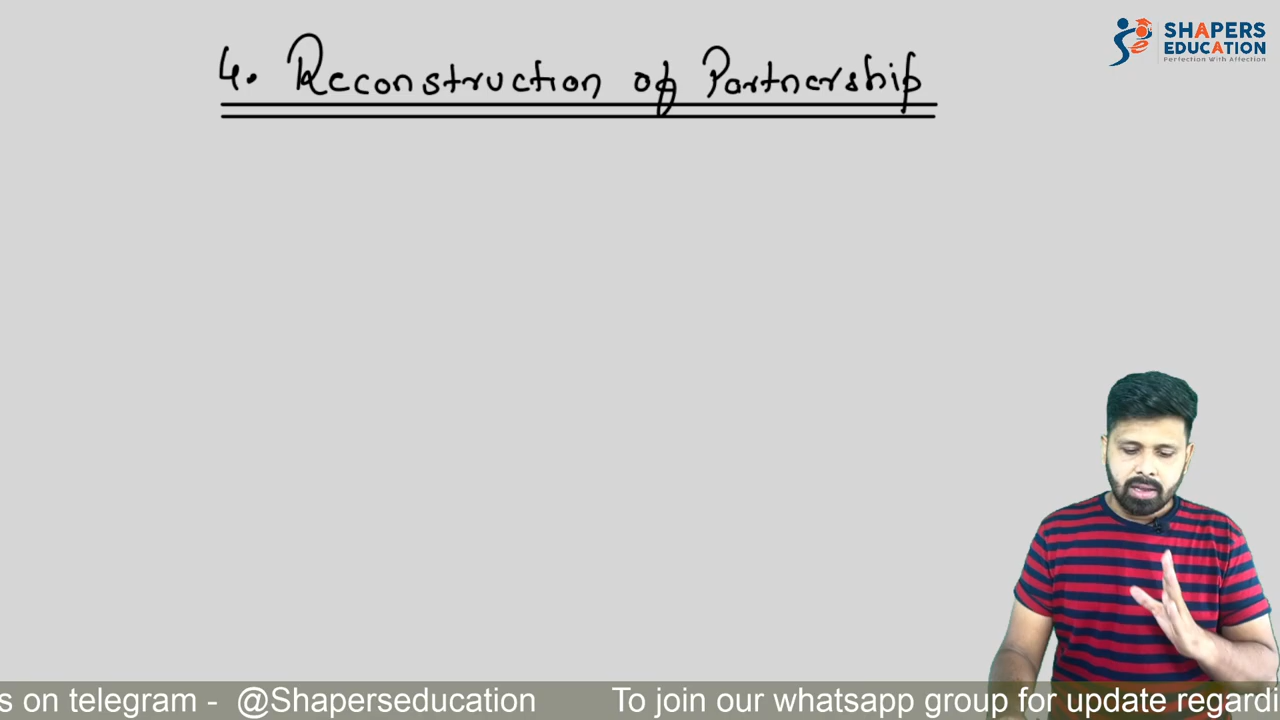 4. Reconstruction of Partnership
SHAPERS
EDUCATION
Perfection With Affection
s on telegram - @Shaperseducation To join our whatsapp group for update regardi